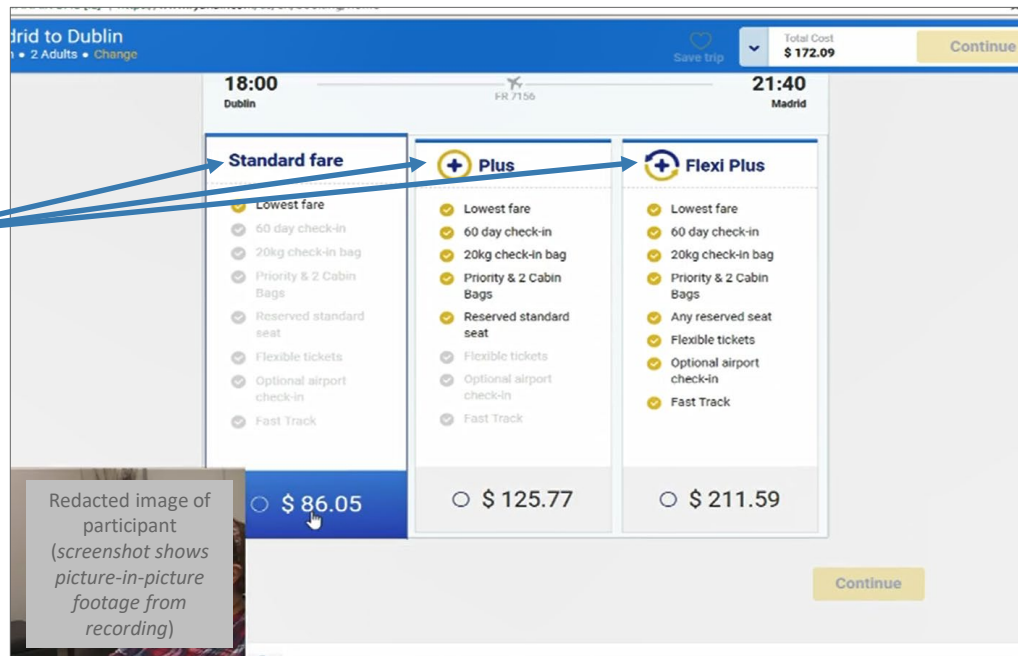 drid to Dublin
• 2 Adults • Change
Save trip
Total Cost
$ 172.09
Continue
18:00
Dublin
FR 7156
21:40
Madrid
Standard fare
Lowest fare
60 day check-in
20kg check-in bag
Priority & 2 Cabin
Bags
Reserved standard
seat
Flexible tickets
Optional airport
check-in
Fast Track
$ 86.05
Plus
Lowest fare
60 day check-in
20kg check-in bag
Priority & 2 Cabin
Bags
Reserved standard
seat
Flexible tickets
Optional airport
check-in
Fast Track
$ 125.77
Flexi Plus
Lowest fare
60 day check-in
20kg check-in bag
Priority & 2 Cabin
Bags
Any reserved seat
Flexible tickets
Optional airport
check-in
Fast Track
$ 211.59
Continue
Redacted image of
participant
(screenshot shows
picture-in-picture
footage from
recording)